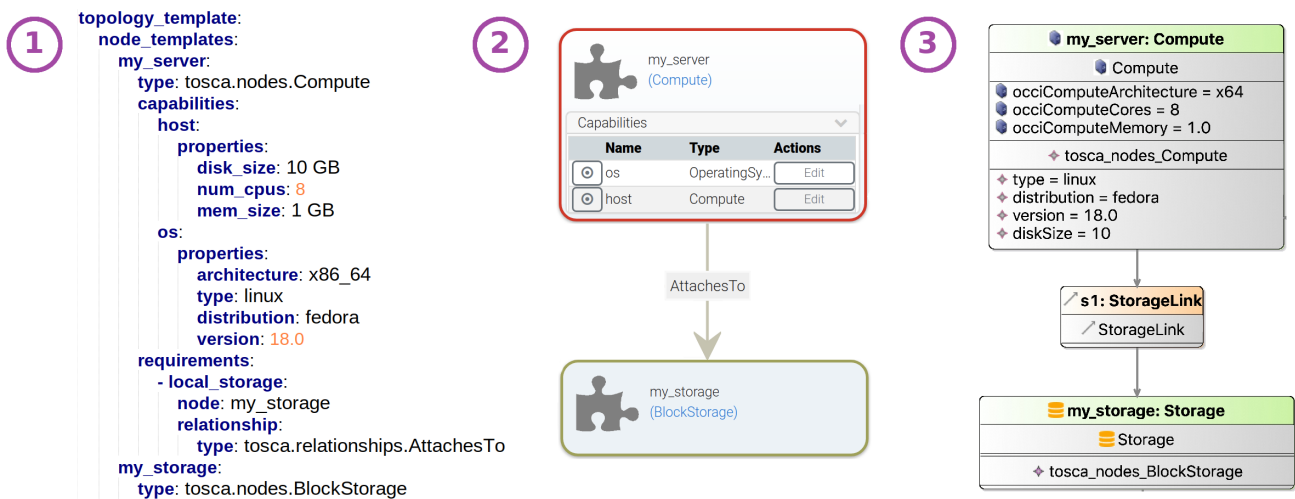 1
topology_template:
node_templates:
my_server:
type: tosca.nodes.Compute
capabilities:
host:
properties:
disk_size: 10 GB
num_cpus: 8
mem_size: 1 GB
os:
properties:
architecture: x86_64
type: linux
distribution: fedora
version: 18.0
requirements:
- local_storage:
node: my_storage
relationship:
type: tosca.relationships.AttachesTo
my_storage:
type: tosca.nodes.BlockStorage
2
my_server
(Compute)
Capabilities
Name Type Actions
os OperatingSy... Edit
host Compute Edit
AttachesTo
my_storage
(BlockStorage)
3
my_server: Compute
Compute
occiComputeArchitecture = x64
occiComputeCores = 8
occiComputeMemory = 1.0
tosca_nodes_Compute
type = linux
distribution = fedora
version = 18.0
diskSize = 10
s1: StorageLink
StorageLink
my_storage: Storage
Storage
tosca_nodes_BlockStorage